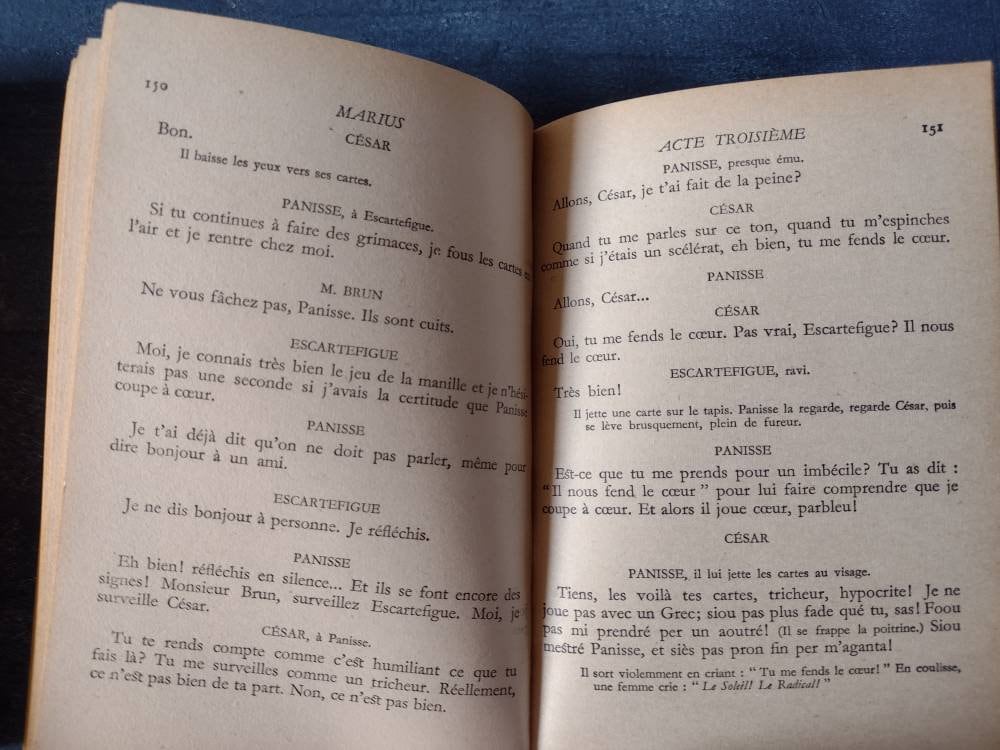 150
MARIUS
CÉSAR
Bon.
Il baisse les yeux vers ses cartes.
PANISSE, à Escartefigue.
Si tu continues à faire des grimaces, je fous les cartes en
l'air et je rentre chez moi.
M. BRUN
Ne vous fâchez pas, Panisse. Ils sont cuits.
ESCARTEFIGUE
Moi, je connais très bien le jeu de la manille et je n'hési-
terais pas une seconde si j'avais la certitude que Panisse
coupe à cœur.
PANISSE
Je t'ai déjà dit qu'on ne doit pas parler, même pour
dire bonjour à un ami.
ESCARTEFIGUE
Je ne dis bonjour à personne. Je réfléchis.
PANISSE
Eh bien! réfléchis en silence... Et ils se font encore des
signes! Monsieur Brun, surveillez Escartefigue. Moi, je
surveille César.
CÉSAR, à Panisse.
Tu te rends compte comme c'est humiliant ce que tu
fais là? Tu me surveilles comme un tricheur. Réellement,
ce n'est pas bien de ta part. Non, ce n'est pas bien.
ACTE TROISIÈME
151
PANISSE, presque ému.
Allons, César, je t'ai fait de la peine?
CÉSAR
Quand tu me parles sur ce ton, quand tu m'espinches
comme si j'étais un scélérat, eh bien, tu me fends le cœur.
PANISSE
Allons, César...
CÉSAR
Oui, tu me fends le cœur. Pas vrai, Escartefigue? Il nous
fend le cœur.
ESCARTEFIGUE, ravi.
Très bien!
Il jette une carte sur le tapis. Panisse la regarde, regarde César, puis
se lève brusquement, plein de fureur.
PANISSE
Est-ce que tu me prends pour un imbécile? Tu as dit :
" Il nous fend le cœur " pour lui faire comprendre que je
coupe à cœur. Et alors il joue cœur, parbleu!
CÉSAR
PANISSE, il lui jette les cartes au visage.
Tiens, les voilà tes cartes, tricheur, hypocrite! Je ne
joue pas avec un Grec; siou pas plus fade qué tu, sas! Foou
pas mi prendré per un aoutré! (Il se frappe la poitrine.) Siou
mestré Panisse, et siès pas pron fin per m'aganta!
Il sort violemment en criant : " Tu me fends le cœur! " En coulisse,
une femme crie : " Le Soleil! Le Radical! "